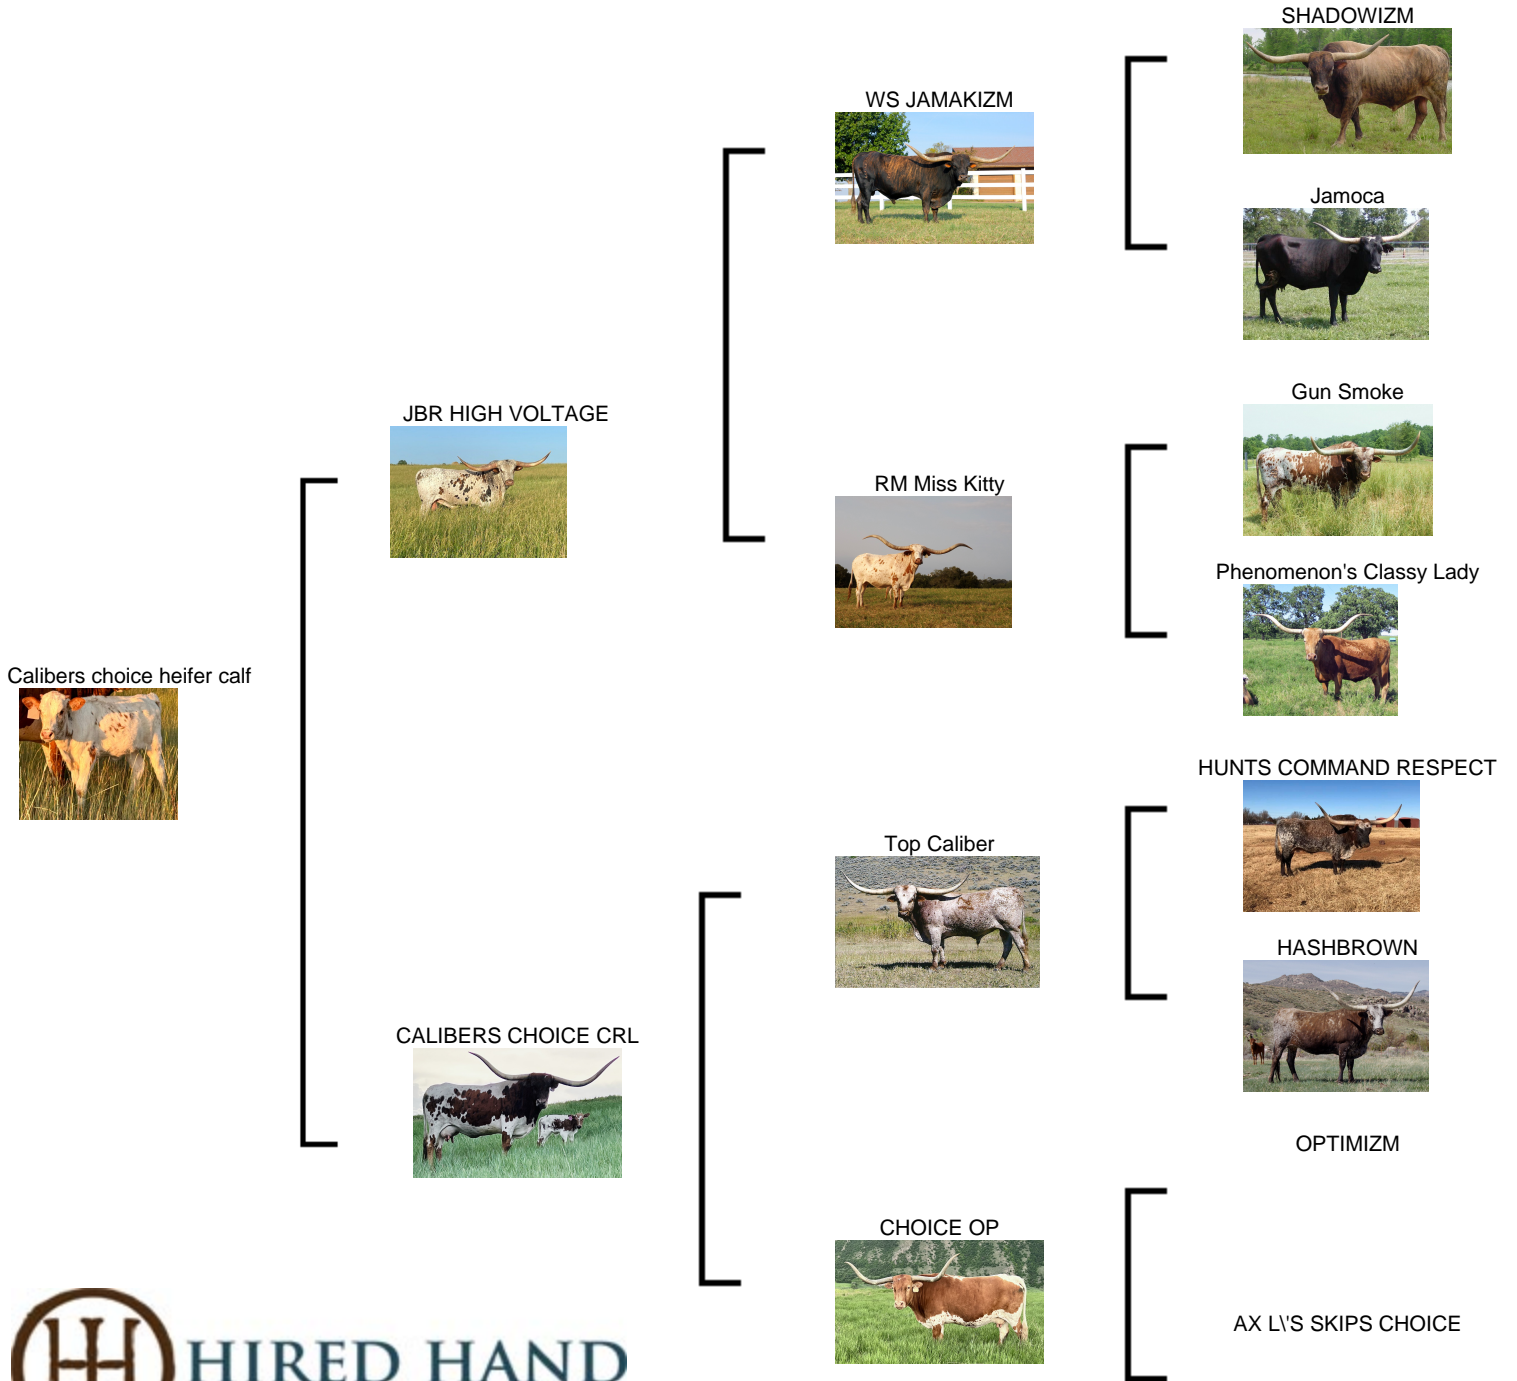 SHADOWIZM
WS JAMAKIZM
Jamoca
Gun Smoke
JBR HIGH VOLTAGE
RM Miss Kitty
Phenomenon's Classy Lady
Calibers choice heifer calf
HUNTS COMMAND RESPECT
Top Caliber
HASHBROWN
CALIBERS CHOICE CRL
OPTIMIZM
CHOICE OP
AX L\'S SKIPS CHOICE
HIRED HAND